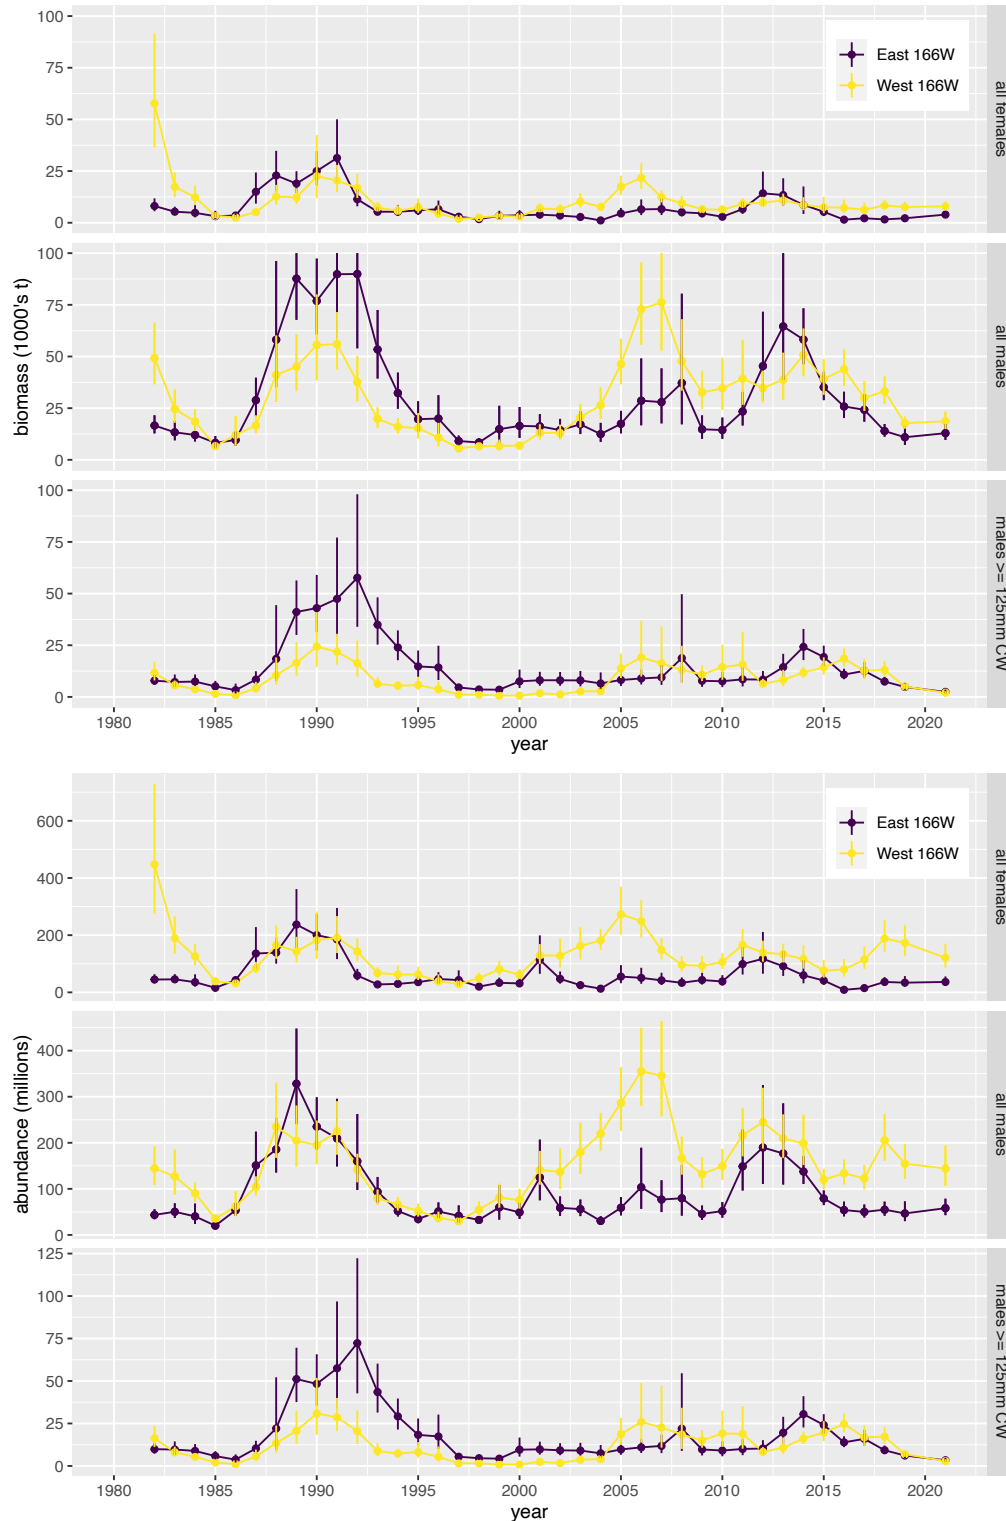 100
75
50
25
0
East 166W
West 166W
all females
100
75
50
25
0
all males
biomass (1000's t)
100
75
50
25
0
males >= 125mm CW
1980 1985 1990 1995 2000 2005 2010 2015 2020
year
600
400
200
0
East 166W
West 166W
all females
400
300
200
100
0
all males
abundance (millions)
125
100
75
50
25
0
males >= 125mm CW
1980 1985 1990 1995 2000 2005 2010 2015 2020
year